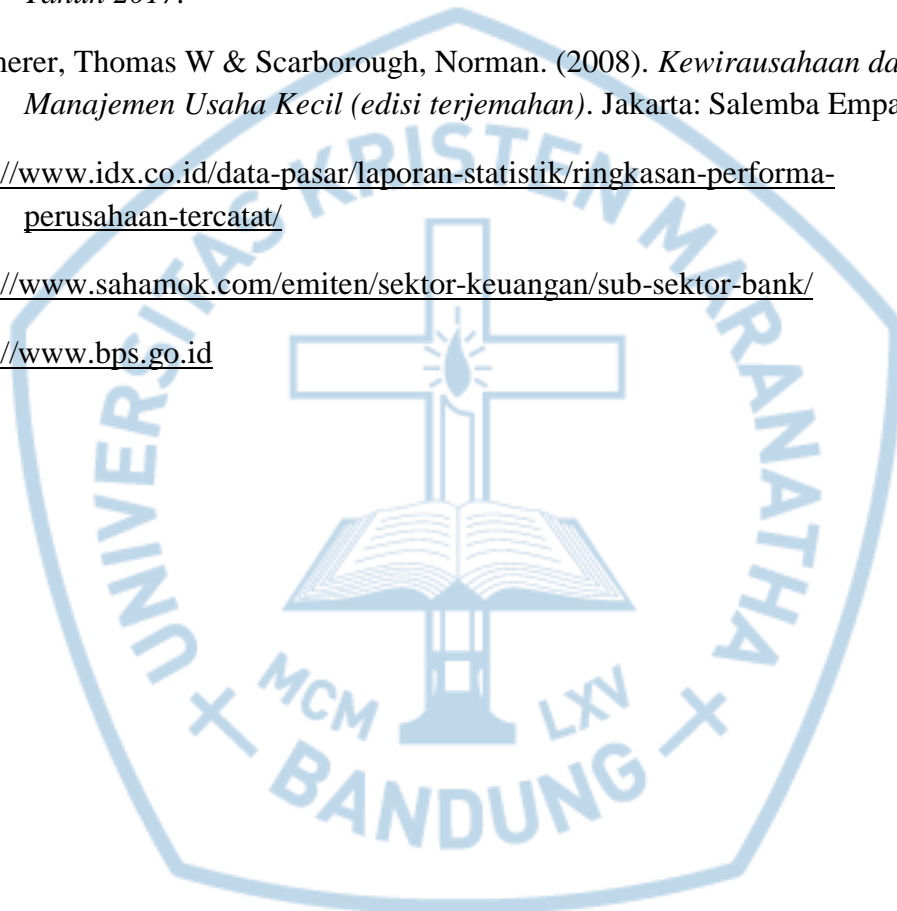 Tahun 2017.
nerer, Thomas W & Scarborough, Norman. (2008). Kewirausahaan da
Manajemen Usaha Kecil (edisi terjemahan). Jakarta: Salemba Empa
//www.idx.co.id/data-pasar/laporan-statistik/ringkasan-performa-
perusahaan-tercatat/
//www.sahamok.com/emiten/sektor-keuangan/sub-sektor-bank/
//www.bps.go.id
UNIVERSITAS KRISTEN MARANATHA
MCM LXV
BANDUNG